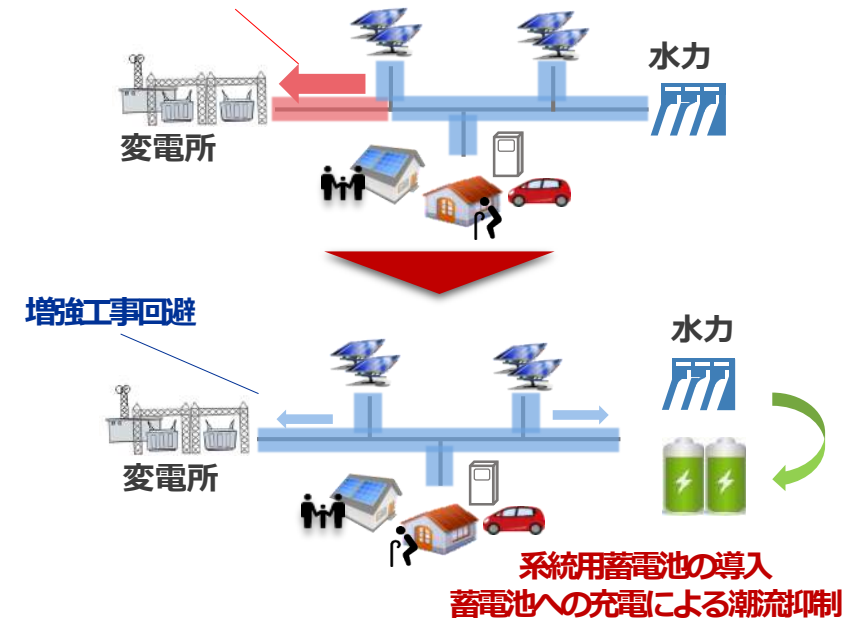 水力
変電所
増強工事回避
水力
変電所
系統用蓄電池の導入
蓄電池への充電による潮流抑制